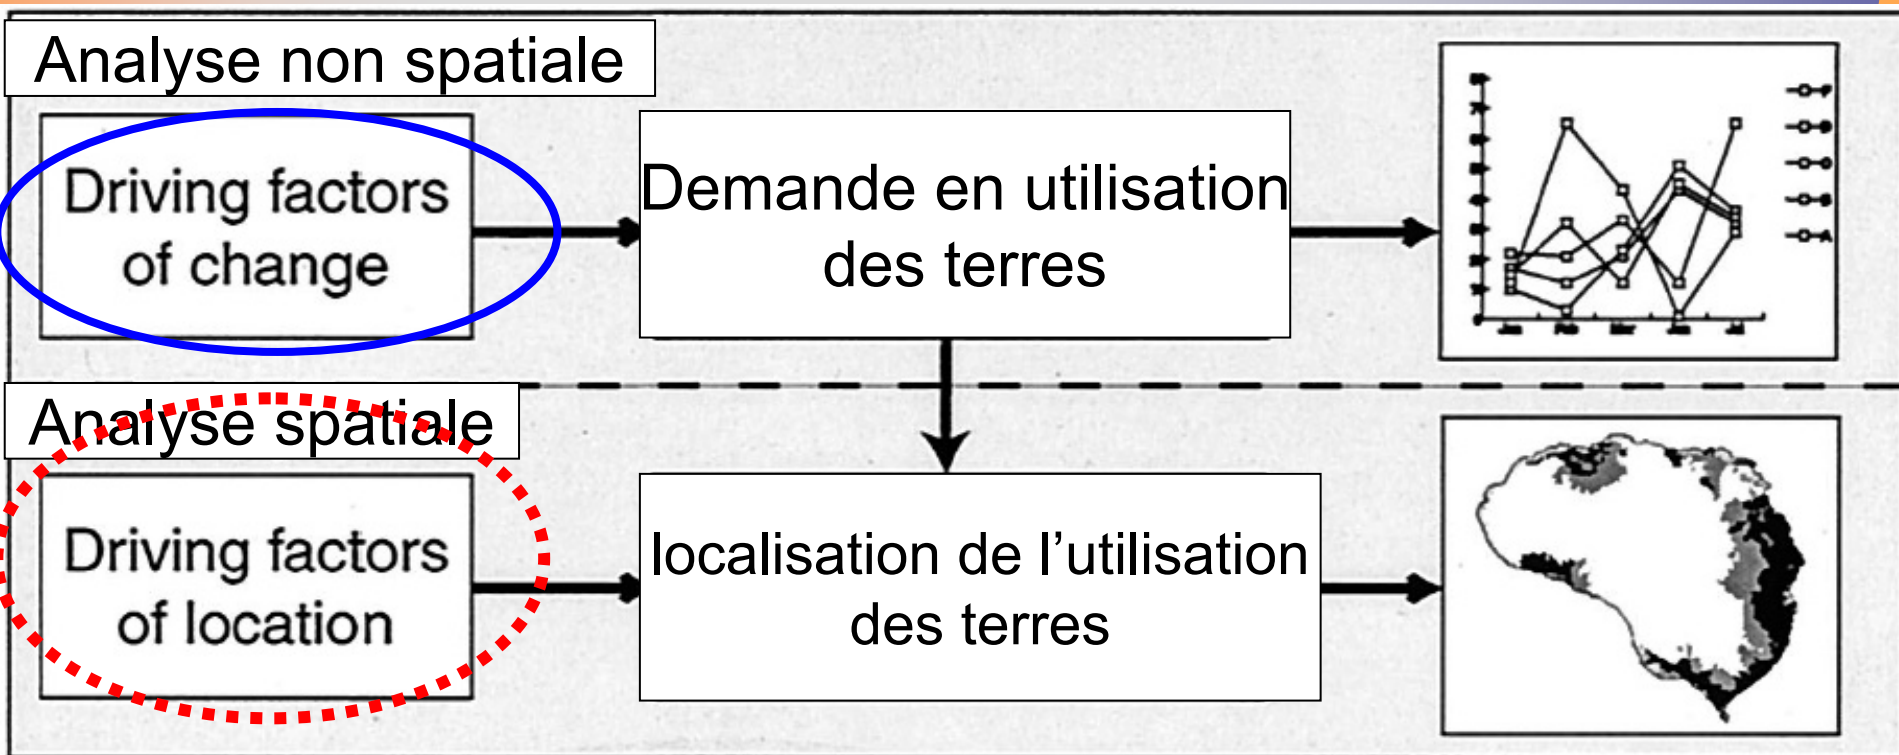 Analyse non spatiale
Driving factors
of change
Demande en utilisation
des terres
Analyse spatiale
Driving factors
of location
localisation de l’utilisation
des terres